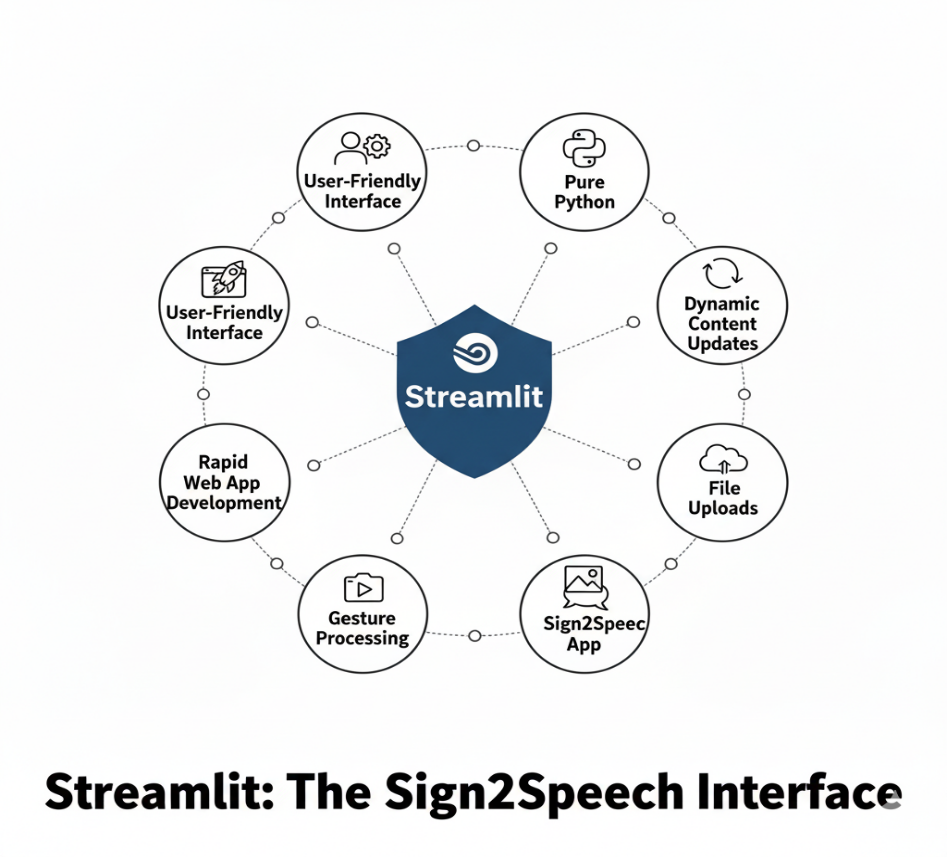 User-Friendly
Interface
Pure
Python
User-Friendly
Interface
Dynamic
Content
Updates
Streamlit
Rapid
Web App
Development
File
Uploads
Gesture
Processing
Sign2Speec
App
Streamlit: The Sign2Speech Interface